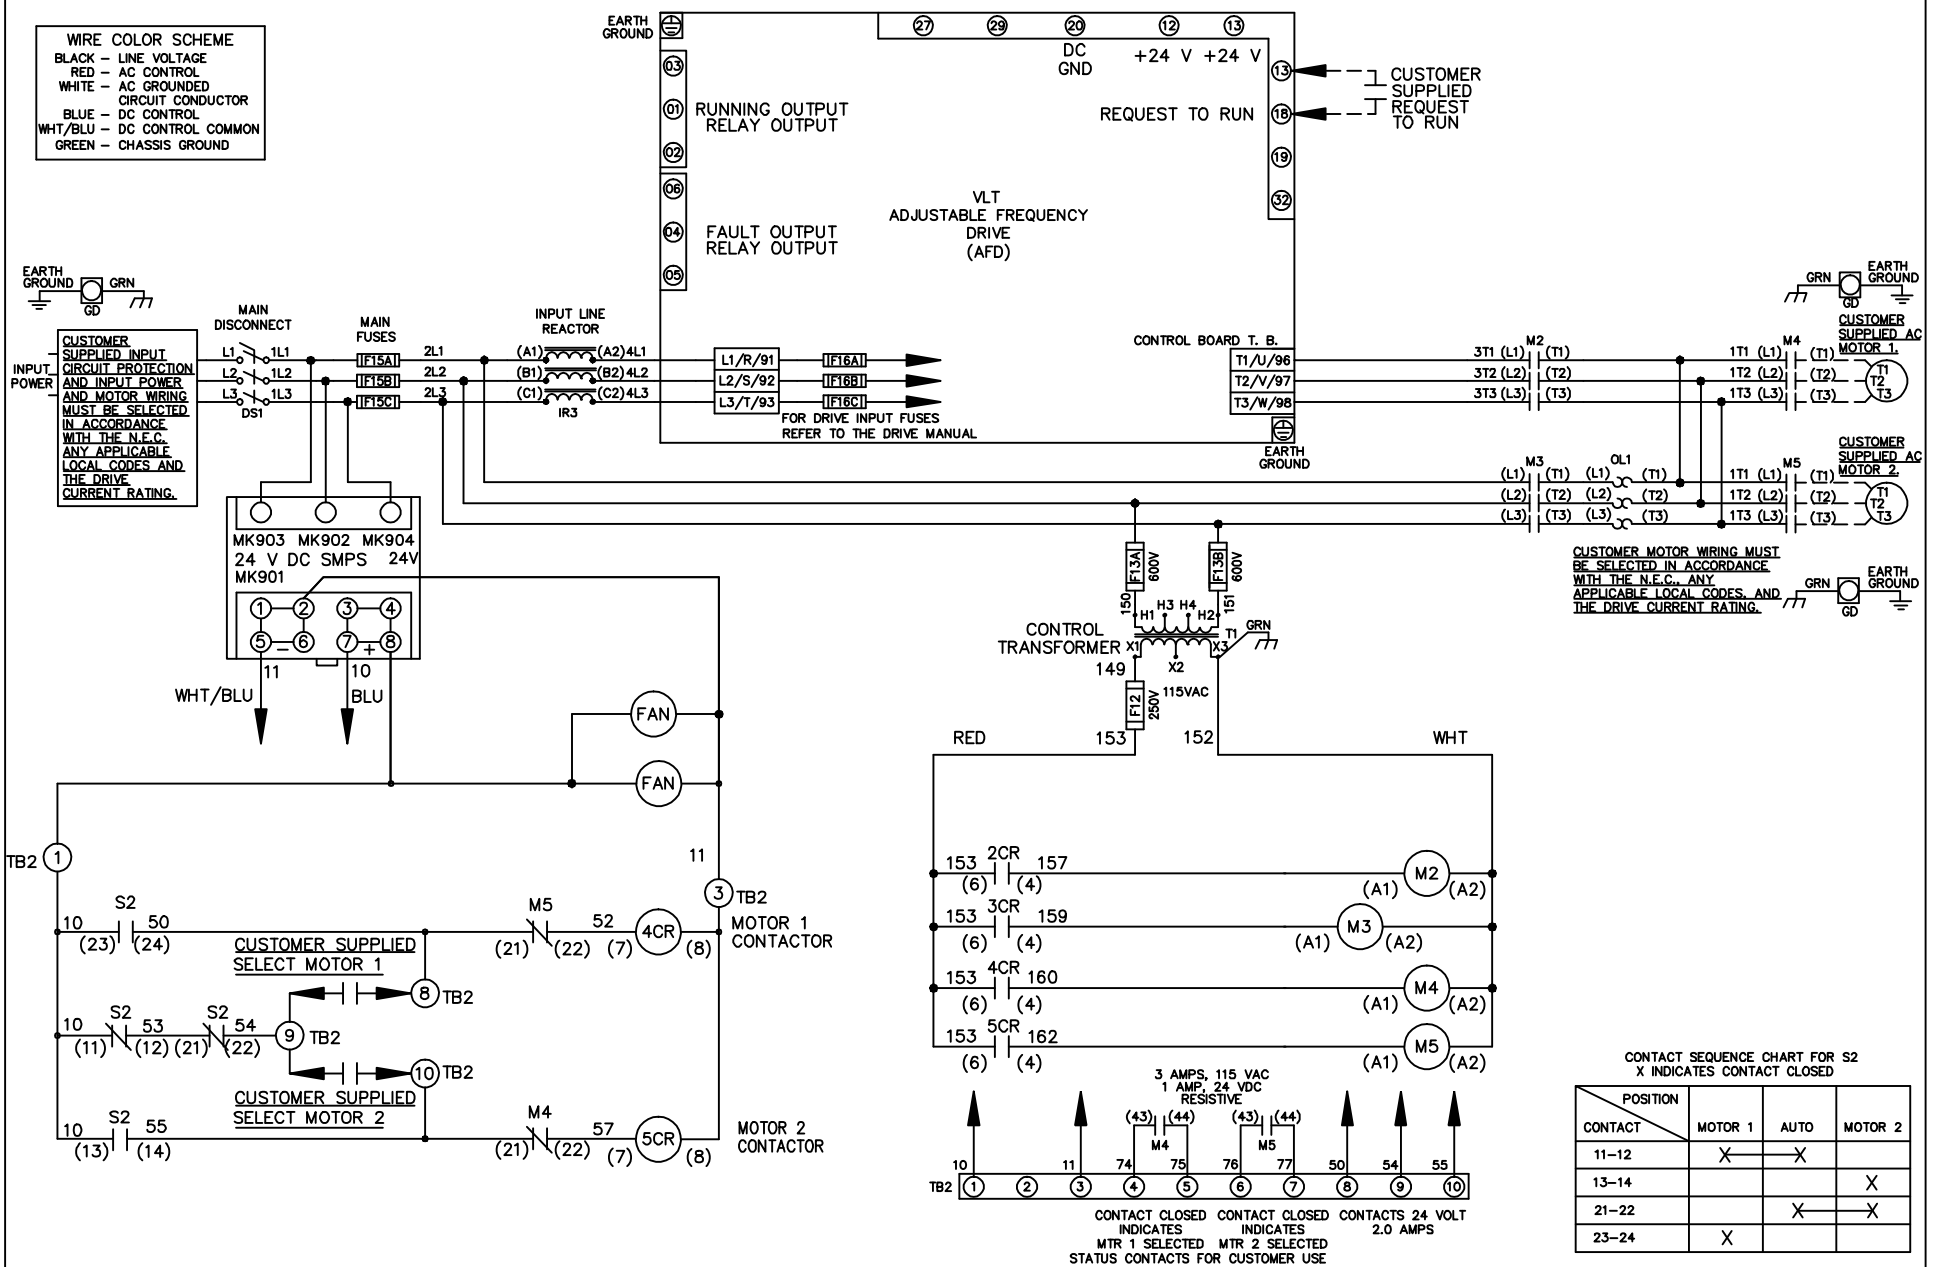 WIRE COLOR SCHEME
BLACK – LINE VOLTAGE
RED – AC CONTROL
WHITE – AC GROUNDED
CIRCUIT CONDUCTOR
BLUE – DC CONTROL
WHT/BLU – DC CONTROL COMMON
GREEN – CHASSIS GROUND
EARTH
GROUND
27 29 20 12 13
DC
GND
+24 V +24 V
03
01
02
RUNNING OUTPUT
RELAY OUTPUT
06
04
05
FAULT OUTPUT
RELAY OUTPUT
13
18
19
32
REQUEST TO RUN
CUSTOMER
SUPPLIED
REQUEST
TO RUN
VLT
ADJUSTABLE FREQUENCY
DRIVE
(AFD)
EARTH
GROUND
GRN
GD
INPUT
POWER
CUSTOMER
SUPPLIED INPUT
CIRCUIT PROTECTION
AND INPUT POWER
AND MOTOR WIRING
MUST BE SELECTED
IN ACCORDANCE
WITH THE N.E.C.
ANY APPLICABLE
LOCAL CODES AND
THE DRIVE
CURRENT RATING.
MAIN
DISCONNECT
L1 1L1
L2 1L2
L3 1L3
DS1
MAIN
FUSES
F15A 2L1
F15B 2L2
F15C 2L3
INPUT LINE
REACTOR
(A1) (A2) 4L1
(B1) (B2) 4L2
(C1) (C2) 4L3
IR3
L1/R/91 F16A
L2/S/92 F16B
L3/T/93 F16C
FOR DRIVE INPUT FUSES
REFER TO THE DRIVE MANUAL
CONTROL BOARD T. B.
T1/U/96
T2/V/97
T3/W/98
EARTH
GROUND
M2
3T1 (L1) (T1)
3T2 (L2) (T2)
3T3 (L3) (T3)
M4
1T1 (L1) (T1)
1T2 (L2) (T2)
1T3 (L3) (T3)
GRN
GD
EARTH
GROUND
CUSTOMER
SUPPLIED AC
MOTOR 1.
T1
T2
T3
M3
(L1) (T1)
(L2) (T2)
(L3) (T3)
OL1
(L1) (T1)
(L2) (T2)
(L3) (T3)
M5
1T1 (L1) (T1)
1T2 (L2) (T2)
1T3 (L3) (T3)
CUSTOMER
SUPPLIED AC
MOTOR 2.
T1
T2
T3
CUSTOMER MOTOR WIRING MUST
BE SELECTED IN ACCORDANCE
WITH THE N.E.C., ANY
APPLICABLE LOCAL CODES, AND
THE DRIVE CURRENT RATING.
GRN
GD
EARTH
GROUND
MK903 MK902 MK904
24 V DC SMPS 24V
MK901
1 2 3 4
5 – 6 7 + 8
11 10
WHT/BLU BLU
FAN
FAN
F13A 600V
F13B 600V
150 H1 H3 H4 H2 151
CONTROL
TRANSFORMER
T1 GRN
X1 X2 X3
149
F12 250V
115VAC
153 152
RED WHT
TB2 1
11
3 TB2
10 S2 50
(23) (24)
M5
(21) (22)
52
(7) 4CR (8)
MOTOR 1
CONTACTOR
CUSTOMER SUPPLIED
SELECT MOTOR 1
8 TB2
10 S2 53 S2 54
(11) (12) (21) (22)
9 TB2
10 TB2
CUSTOMER SUPPLIED
SELECT MOTOR 2
10 S2 55
(13) (14)
M4
(21) (22)
57
(7) 5CR (8)
MOTOR 2
CONTACTOR
153 2CR 157
(6) (4)
(A1) M2 (A2)
153 3CR 159
(6) (4)
(A1) M3 (A2)
153 4CR 160
(6) (4)
(A1) M4 (A2)
153 5CR 162
(6) (4)
(A1) M5 (A2)
3 AMPS, 115 VAC
1 AMP, 24 VDC
RESISTIVE
(43) (44) (43) (44)
M4 M5
10 11 74 75 76 77 50 54 55
TB2 1 2 3 4 5 6 7 8 9 10
CONTACT CLOSED
INDICATES
MTR 1 SELECTED
CONTACT CLOSED
INDICATES
MTR 2 SELECTED
STATUS CONTACTS FOR CUSTOMER USE
CONTACTS 24 VOLT
2.0 AMPS
CONTACT SEQUENCE CHART FOR S2
X INDICATES CONTACT CLOSED
POSITION
CONTACT MOTOR 1 AUTO MOTOR 2
11–12 X X
13–14 X
21–22 X X
23–24 X